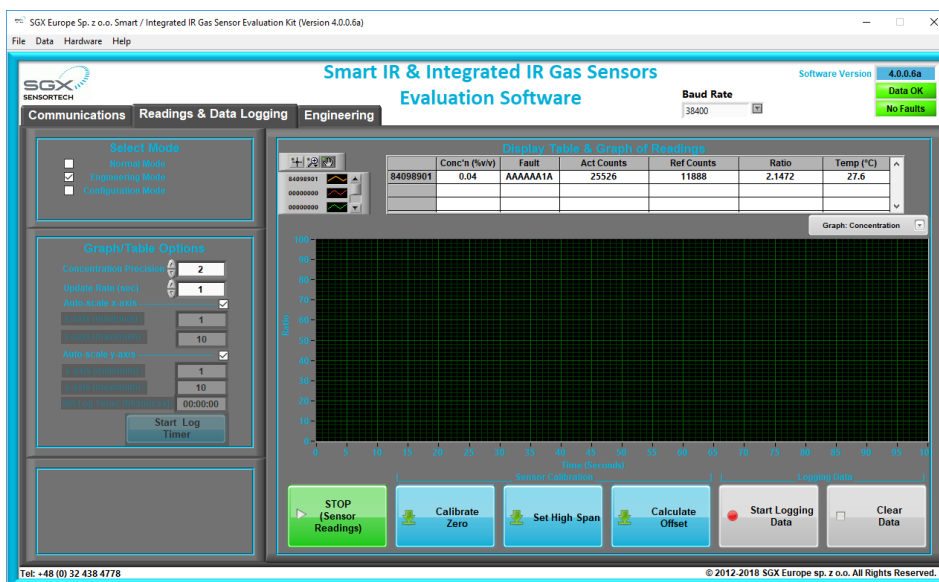 SGX Europe Sp. z o.o. Smart / Integrated IR Gas Sensor Evaluation Kit (Version 4.0.0.6a)
File Data Hardware Help
SGX
SENSORTECH
Smart IR & Integrated IR Gas Sensors
Evaluation Software
Software Version 4.0.0.6a
Baud Rate
38400
Data OK
No Faults
Communications Readings & Data Logging Engineering
Select Mode
Normal Mode
Engineering Mode
Configuration Mode
Graph/Table Options
Concentration Precision 2
Update Rate (sec) 1
Auto-scale x-axis
1
10
Auto scale y axis
1
10
00:00:00
Start Log
Timer
Display Table & Graph of Readings
Conc'n (%v/v) Fault Act Counts Ref Counts Ratio Temp (°C)
84098901 0.04 AAAAAA1A 25526 11888 2.1472 27.6
84098901
00000000
00000000
Graph: Concentration
Ratio
100
90
80
70
60
50
40
30
20
10
0
0 5 10 15 20 25 30 35 40 45 50 55 60 65 70 75 80 85 90 95 100
Time (Seconds)
Sensor Calibration
Logging Data
STOP
(Sensor
Readings)
Calibrate
Zero
Set High Span
Calculate
Offset
Start Logging
Data
Clear
Data
Tel: +48 (0) 32 438 4778
© 2012-2018 SGX Europe sp. z o.o. All Rights Reserved.